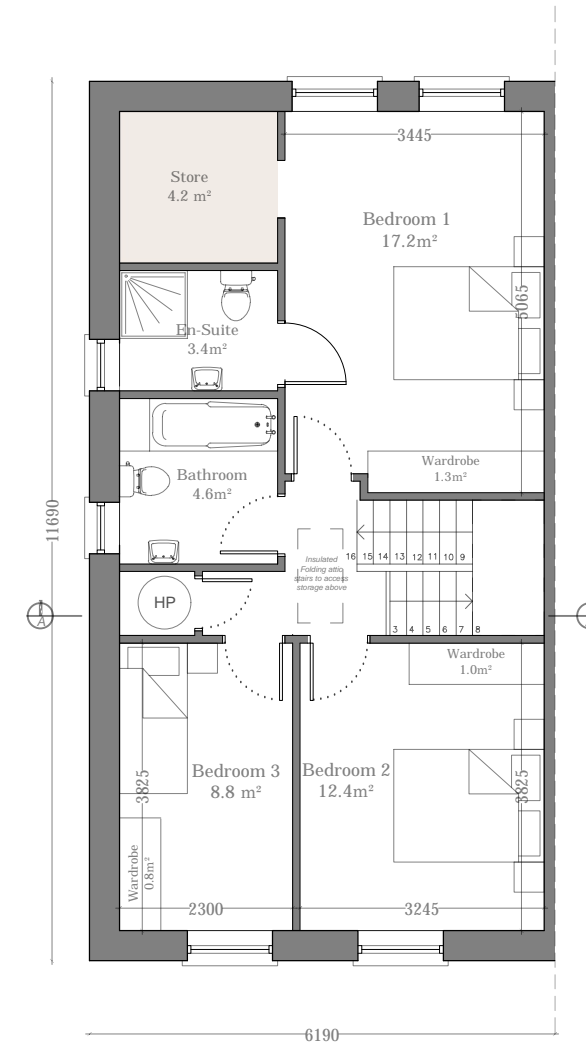 3445
Store
4.2 m²
Bedroom 1
17.2m²
5065
En-Suite
3.4m²
Wardrobe
1.3m²
Bathroom
4.6m²
11690
Insulated
Folding attic
stairs to access
storage above
16 15 14 13 12 11 10 9
HP
A
3 4 5 6 7 8
Wardrobe
1.0m²
Bedroom 3
8.8 m²
Bedroom 2
12.4m²
3825
3825
Wardrobe
0.8m²
2300
3245
6190